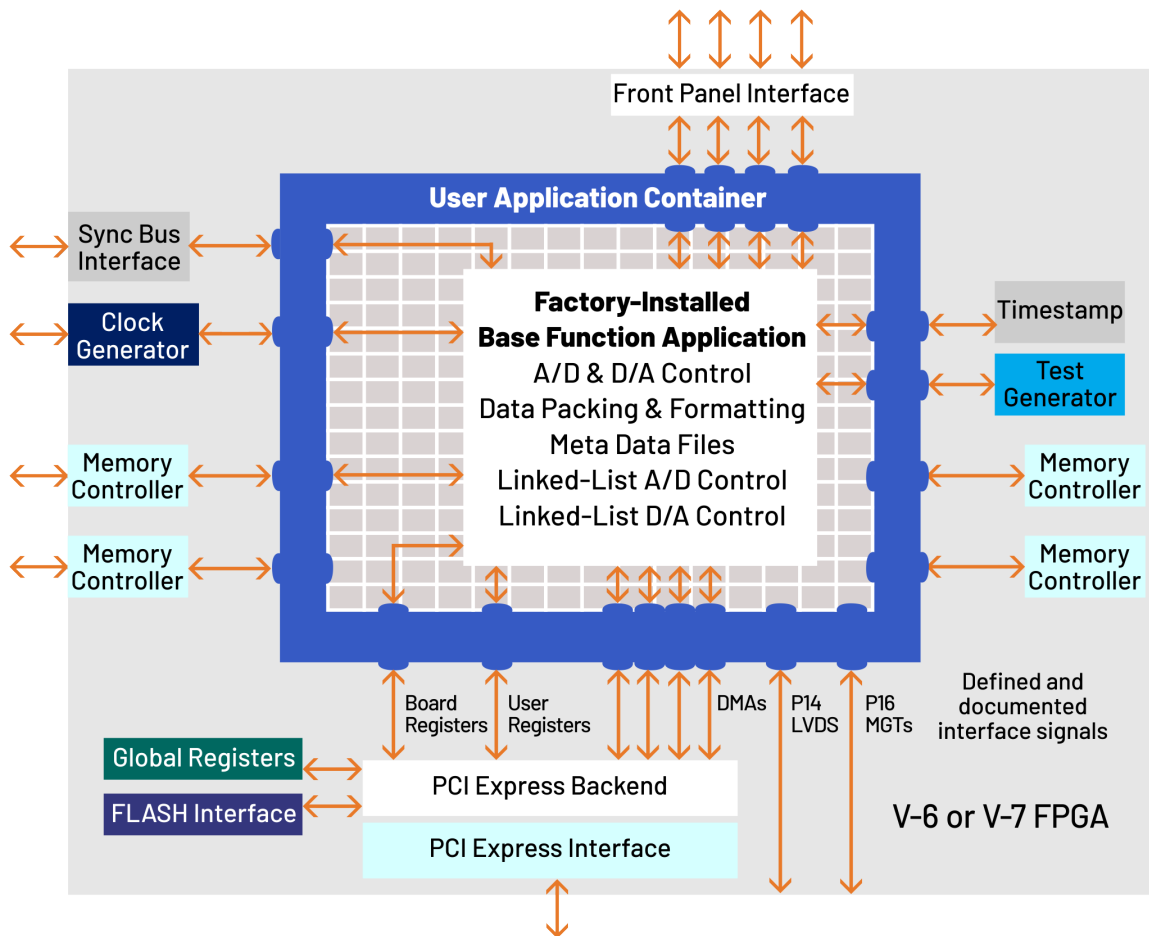 Front Panel Interface
User Application Container
Sync Bus
Interface
Clock
Generator
Memory
Controller
Memory
Controller
Factory-Installed
Base Function Application
A/D & D/A Control
Data Packing & Formatting
Meta Data Files
Linked-List A/D Control
Linked-List D/A Control
Timestamp
Test
Generator
Memory
Controller
Memory
Controller
Board
Registers
User
Registers
DMAs
P14
LVDS
P16
MGTs
Defined and
documented
interface signals
Global Registers
FLASH Interface
PCI Express Backend
PCI Express Interface
V-6 or V-7 FPGA